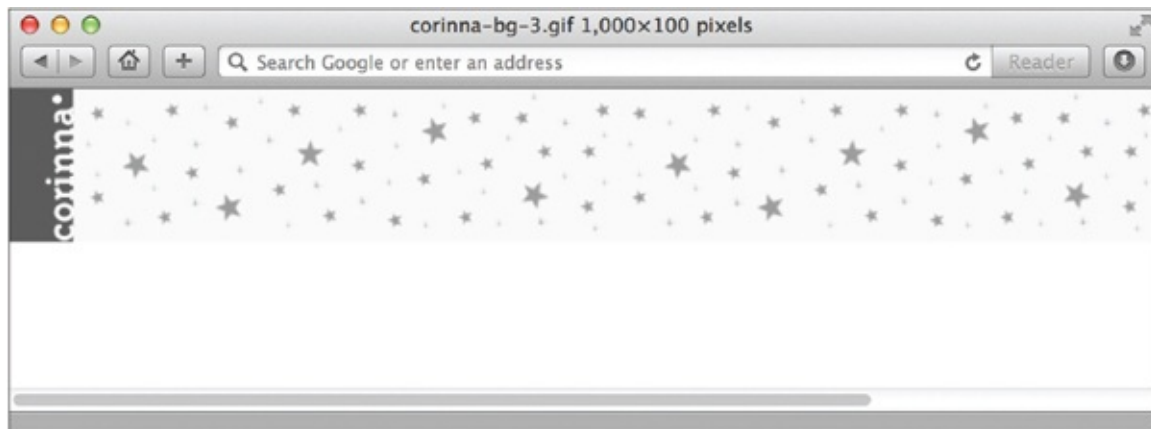 corinna-bg-3.gif 1,000×100 pixels
Search Google or enter an address
Reader
corinna